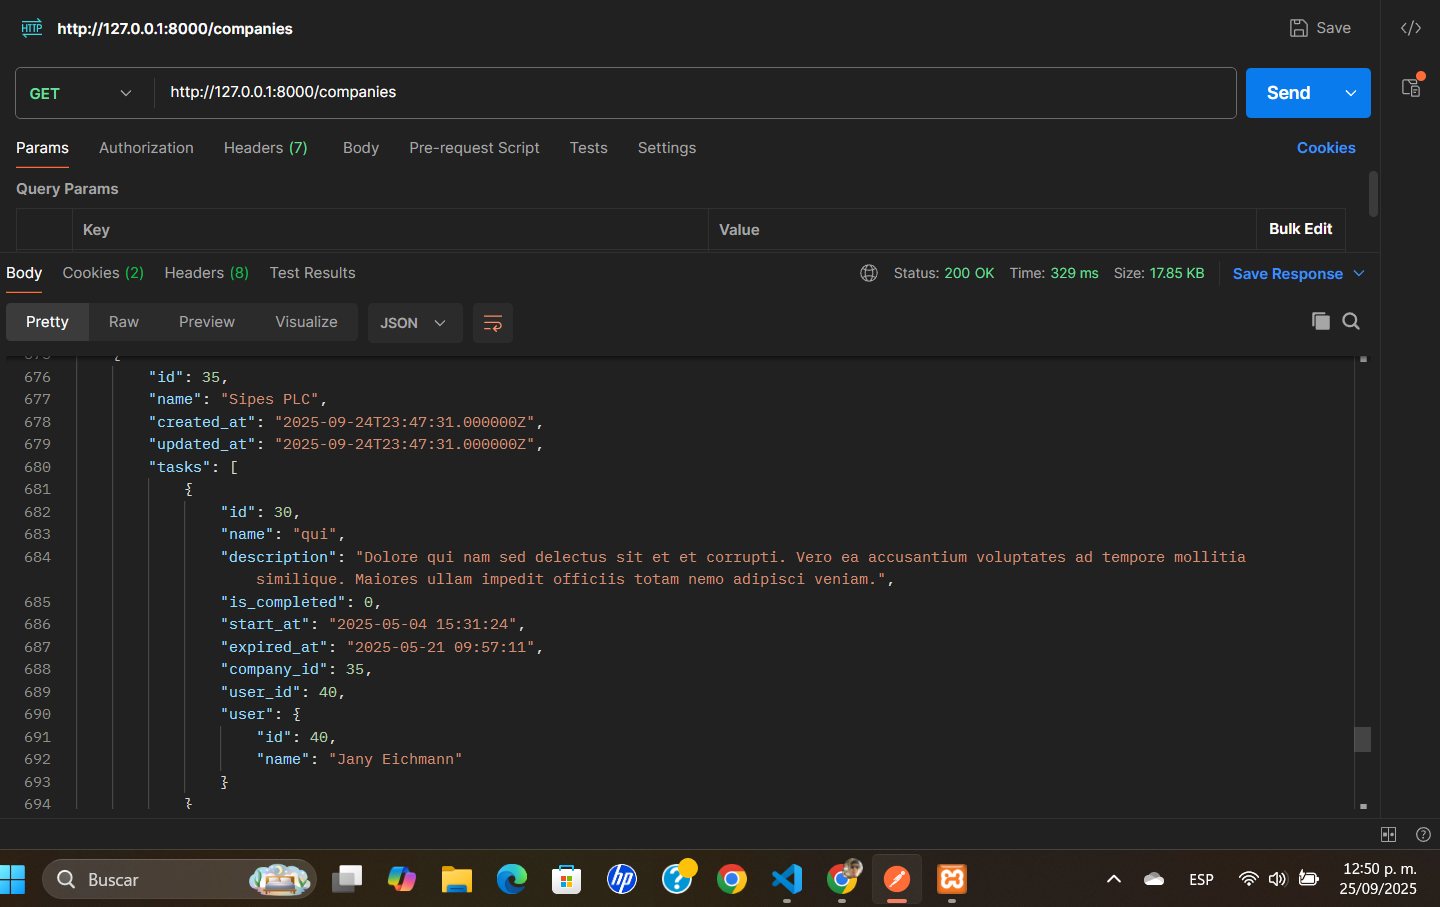 HTTP http://127.0.0.1:8000/companies Save
GET http://127.0.0.1:8000/companies Send
Params Authorization Headers (7) Body Pre-request Script Tests Settings Cookies
Query Params
Key Value Bulk Edit
Body Cookies (2) Headers (8) Test Results Status: 200 OK Time: 329 ms Size: 17.85 KB Save Response
Pretty Raw Preview Visualize JSON
675 {
676 "id": 35,
677 "name": "Sipes PLC",
678 "created_at": "2025-09-24T23:47:31.000000Z",
679 "updated_at": "2025-09-24T23:47:31.000000Z",
680 "tasks": [
681 {
682 "id": 30,
683 "name": "qui",
684 "description": "Dolore qui nam sed delectus sit et et corrupti. Vero ea accusantium voluptates ad tempore mollitia
similique. Maiores ullam impedit officiis totam nemo adipisci veniam.",
685 "is_completed": 0,
686 "start_at": "2025-05-04 15:31:24",
687 "expired_at": "2025-05-21 09:57:11",
688 "company_id": 35,
689 "user_id": 40,
690 "user": {
691 "id": 40,
692 "name": "Jany Eichmann"
693 }
694 }
Buscar
hp
ESP
12:50 p. m.
25/09/2025